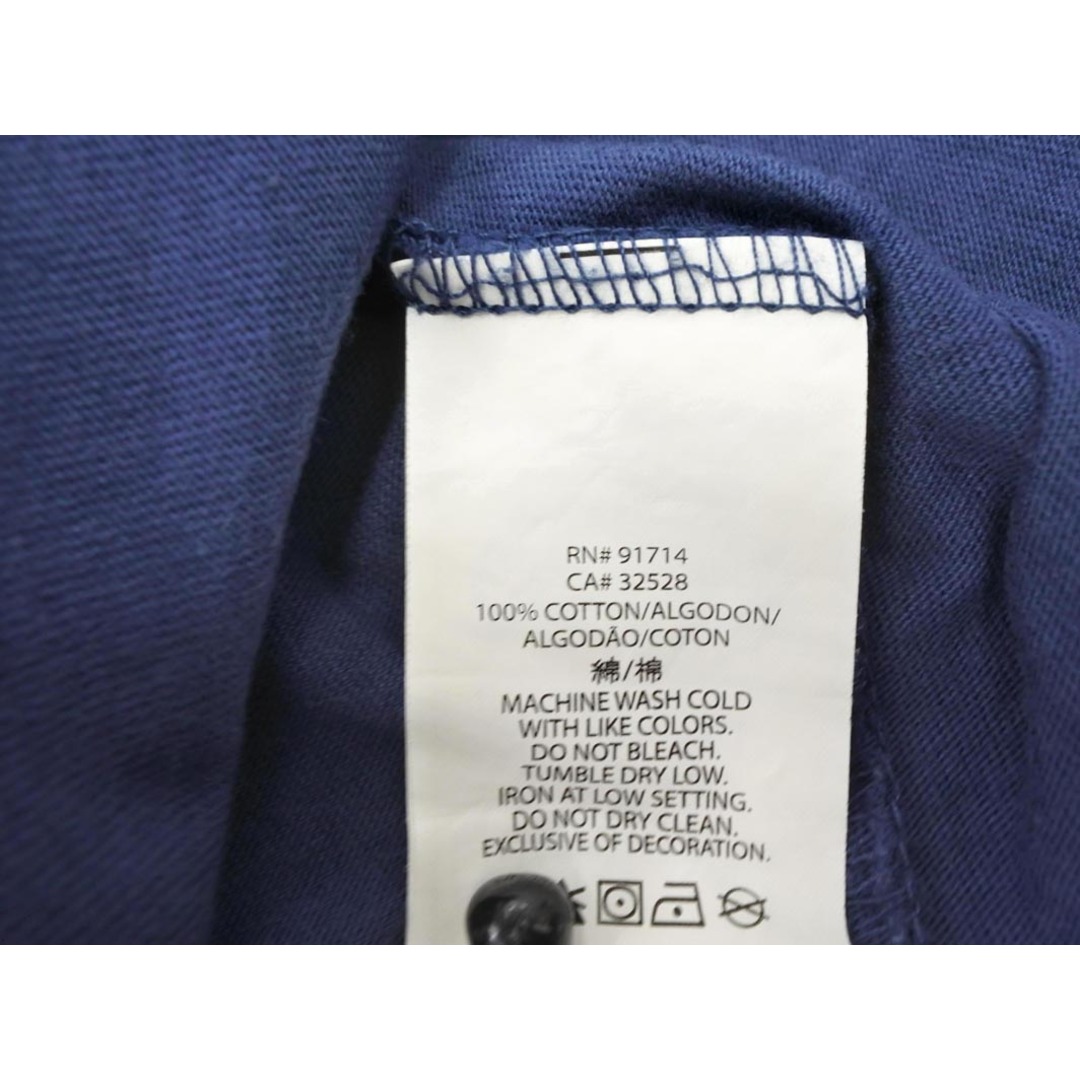 RN# 91714
CA# 32528
100% COTTON/ALGODON/
ALGODÃO/COTON
綿/棉
MACHINE WASH COLD
WITH LIKE COLORS.
DO NOT BLEACH.
TUMBLE DRY LOW.
IRON AT LOW SETTING.
DO NOT DRY CLEAN.
EXCLUSIVE OF DECORATION.